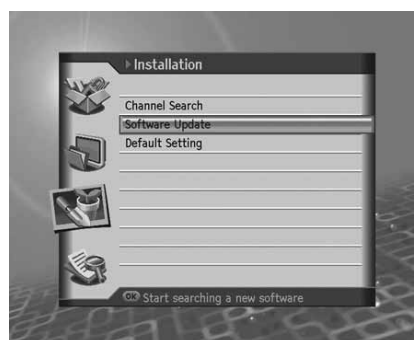 Installation
Channel Search
Software Update
Default Setting
OK Start searching a new software